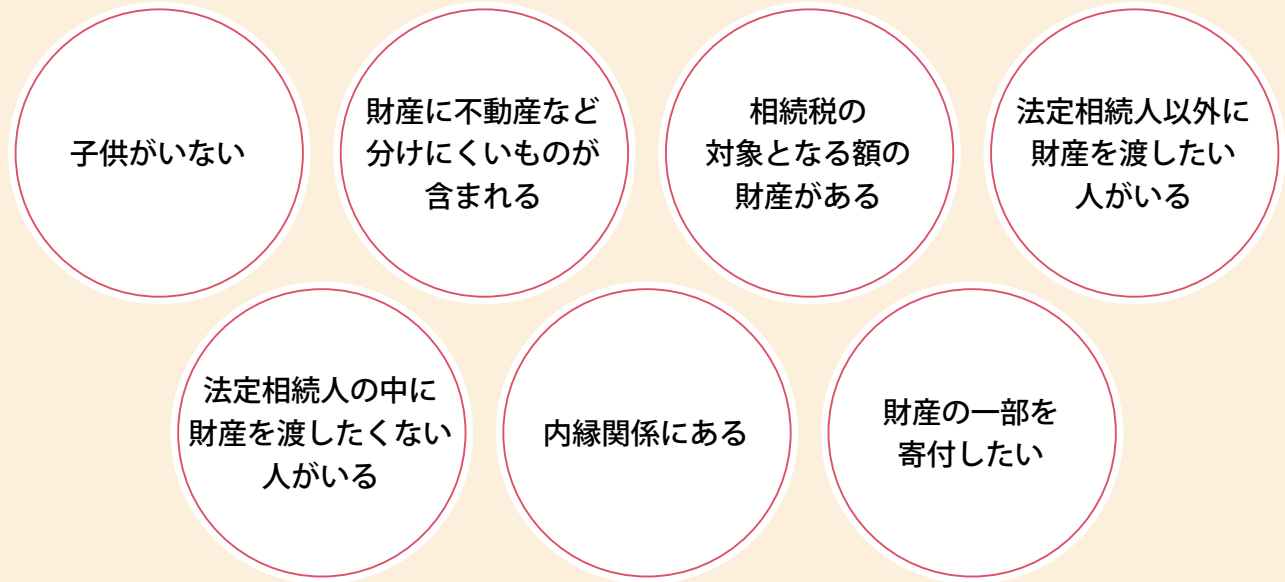 子供がいない
財産に不動産など
分けにくいものが
含まれる
相続税の
対象となる額の
財産がある
法定相続人以外に
財産を渡したい
人がいる
法定相続人の中に
財産を渡したくない
人がいる
内縁関係にある
財産の一部を
寄付したい